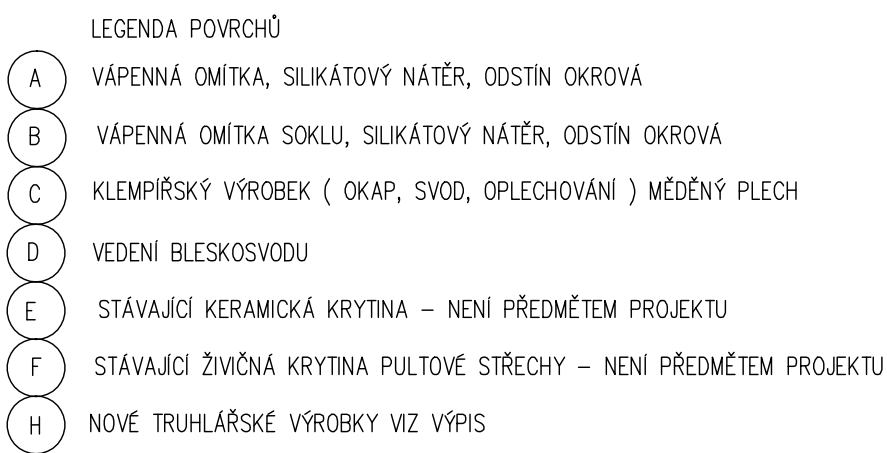 LEGENDA POVRCHŮ
A VÁPENNÁ OMÍTKA, SILIKÁTOVÝ NÁTĚR, ODSTÍN OKROVÁ
B VÁPENNÁ OMÍTKA SOKLU, SILIKÁTOVÝ NÁTĚR, ODSTÍN OKROVÁ
C KLEMPÍŘSKÝ VÝROBEK ( OKAP, SVOD, OPLECHOVÁNÍ ) MĚDĚNÝ PLECH
D VEDENÍ BLESKOSVODU
E STÁVAJÍCÍ KERAMICKÁ KRYTINA – NENÍ PŘEDMĚTEM PROJEKTU
F STÁVAJÍCÍ ŽIVIČNÁ KRYTINA PULTOVÉ STŘECHY – NENÍ PŘEDMĚTEM PROJEKTU
H NOVÉ TRUHLÁŘSKÉ VÝROBKY VIZ VÝPIS